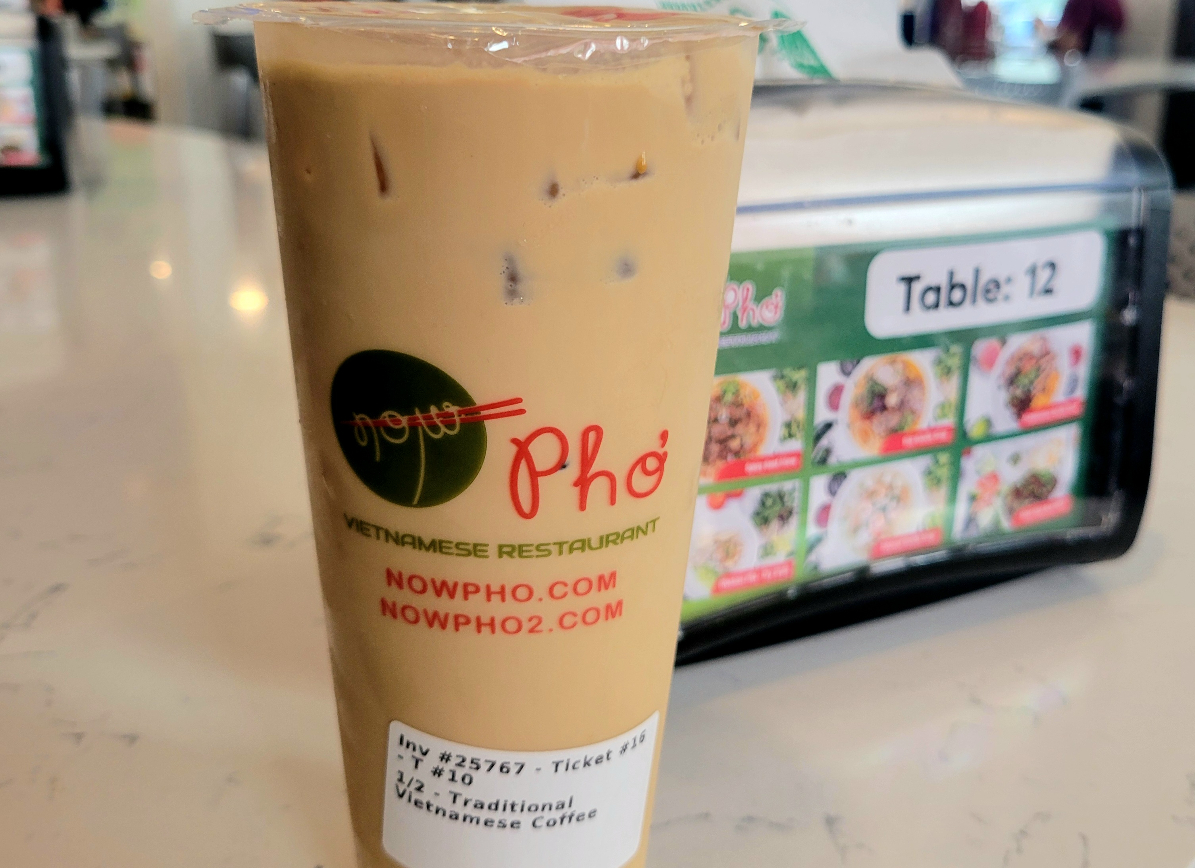 now
Phở
VIETNAMESE RESTAURANT
NOWPHO.COM
NOWPHO2.COM
Inv #25767 - Ticket #16
- T #10
1/2 - Traditional
Vietnamese Coffee
Phở
Table: 12